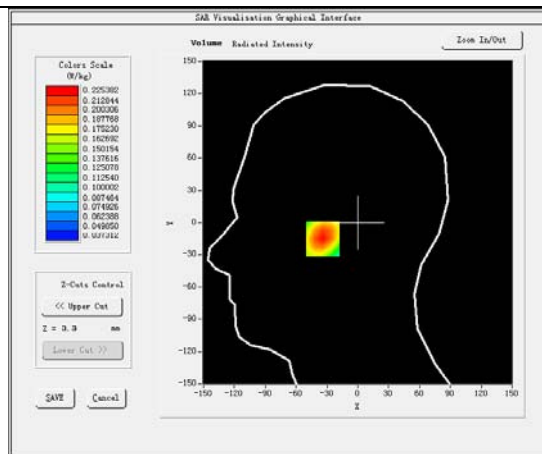 SAR Visualisation Graphical Interface
Volume Radiated Intensity
Zoom In/Out
Colors Scale
(W/kg)
0.225382
0.212844
0.200306
0.187768
0.175230
0.162692
0.150154
0.137616
0.125078
0.112540
0.100002
0.087464
0.074926
0.062388
0.049850
0.037312
Z-Cuts Control
<< Upper Cut
Z = 3.3 mm
Lower Cut >>
SAVE
Cancel
150
120
90
60
30
0
-30
-60
-90
-120
-150
Y
-150 -120 -90 -60 -30 0 30 60 90 120 150
X